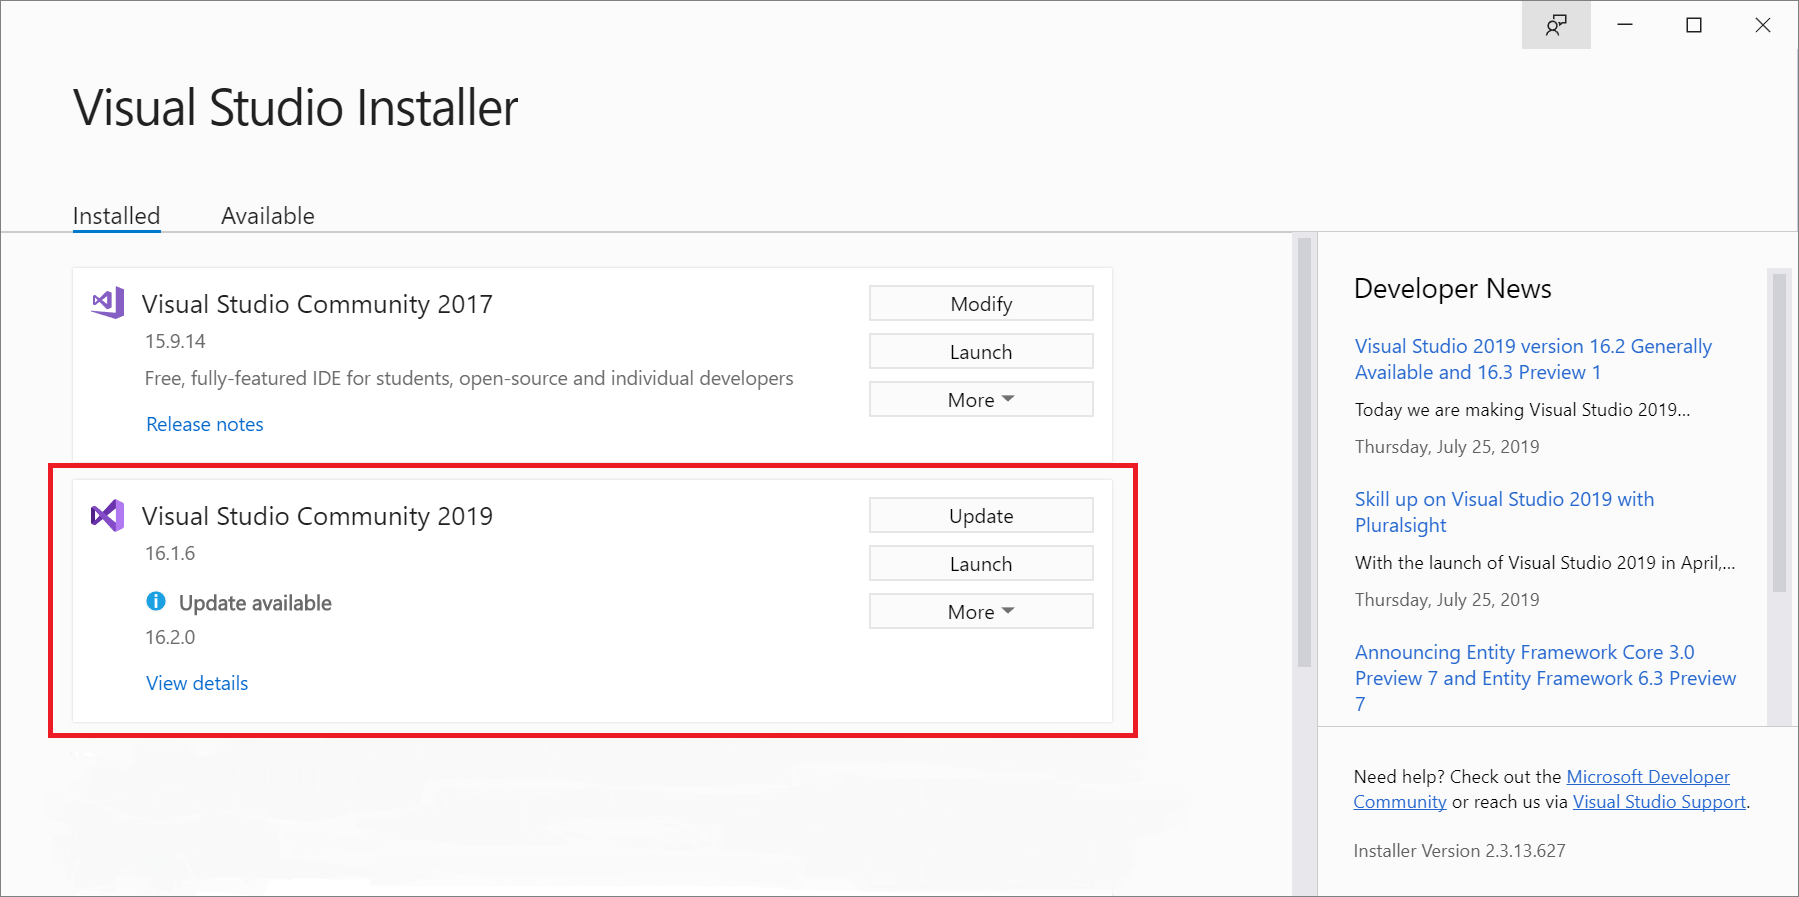 Visual Studio Installer
Installed
Available
Visual Studio Community 2017
15.9.14
Free, fully-featured IDE for students, open-source and individual developers
Release notes
Modify
Launch
More
Visual Studio Community 2019
16.1.6
Update available
16.2.0
View details
Update
Launch
More
Developer News
Visual Studio 2019 version 16.2 Generally
Available and 16.3 Preview 1
Today we are making Visual Studio 2019...
Thursday, July 25, 2019
Skill up on Visual Studio 2019 with
Pluralsight
With the launch of Visual Studio 2019 in April,...
Thursday, July 25, 2019
Announcing Entity Framework Core 3.0
Preview 7 and Entity Framework 6.3 Preview
7
Need help? Check out the Microsoft Developer
Community or reach us via Visual Studio Support.
Installer Version 2.3.13.627